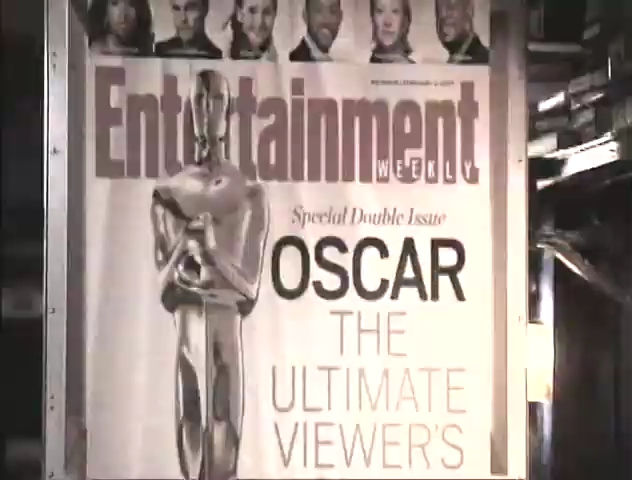 Entertainment
WEEKLY
Special Double Issue
OSCAR
THE
ULTIMATE
VIEWER'S